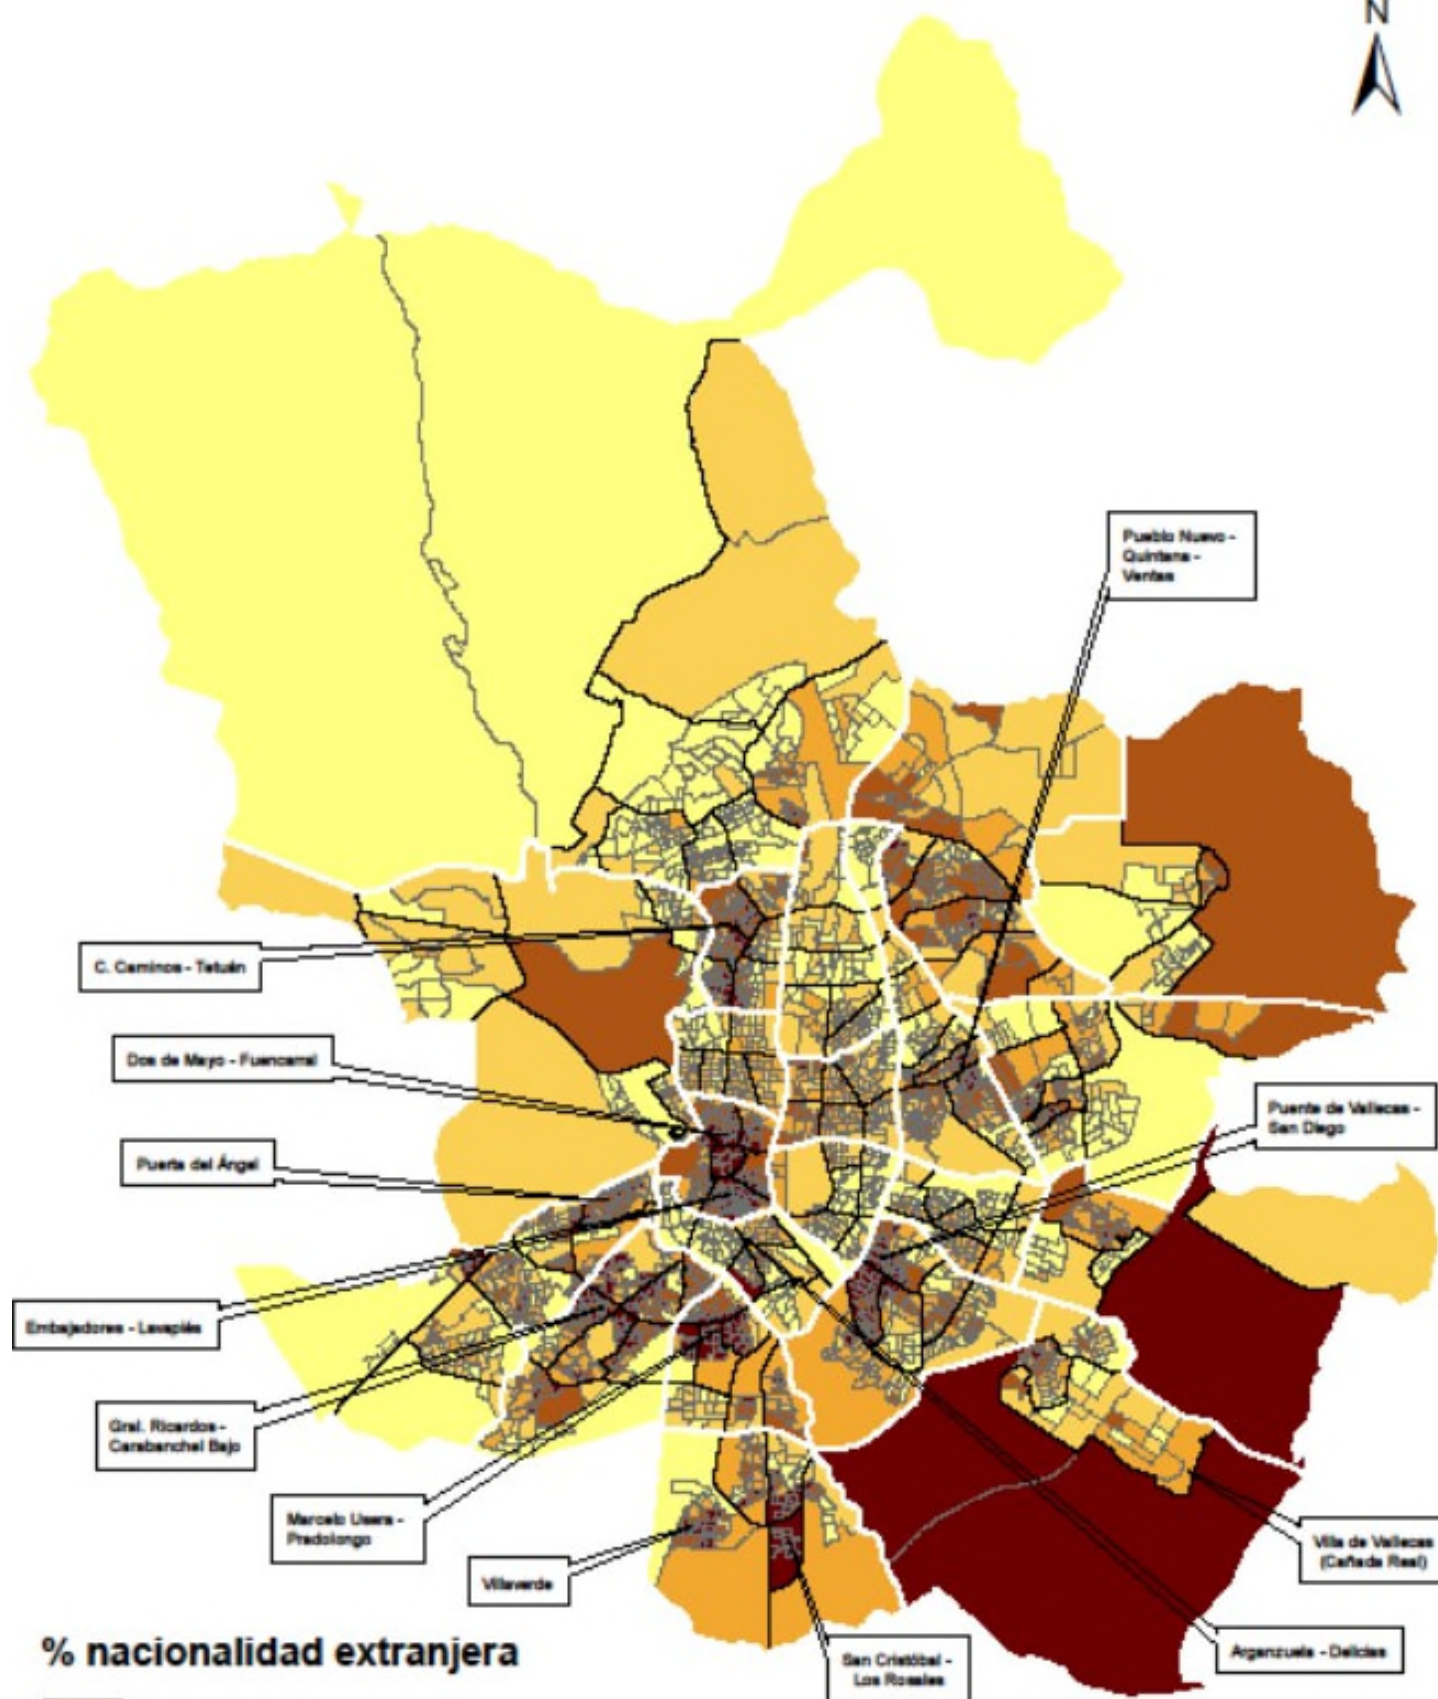 N
Pueblo Nuevo -
Quintana -
Ventas
C. Caminos - Tetuán
Dos de Mayo - Fuencarral
Puente de Vallecas -
San Diego
Puerta del Ángel
Embajadores - Lavapiés
Gral. Ricardos -
Carabanchel Bajo
Marcelo Usera -
Pradolongo
Villa de Vallecas
(Cañada Real)
Villaverde
San Cristóbal -
Los Rosales
Arganzuela - Delicias
% nacionalidad extranjera